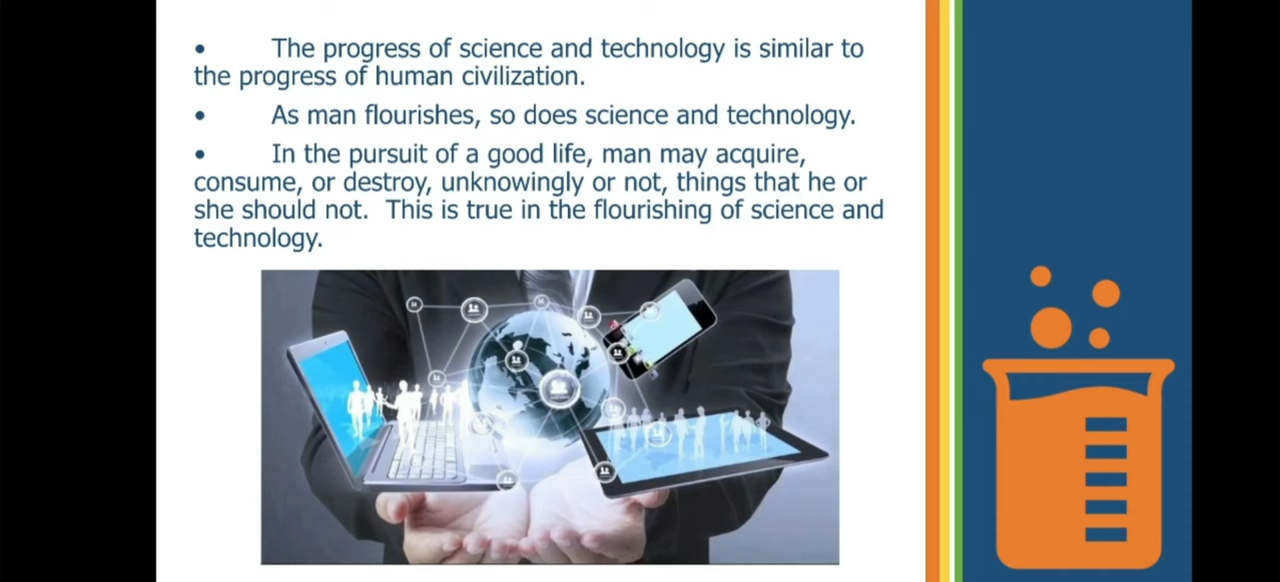 • The progress of science and technology is similar to
the progress of human civilization.
• As man flourishes, so does science and technology.
• In the pursuit of a good life, man may acquire,
consume, or destroy, unknowingly or not, things that he or
she should not. This is true in the flourishing of science and
technology.